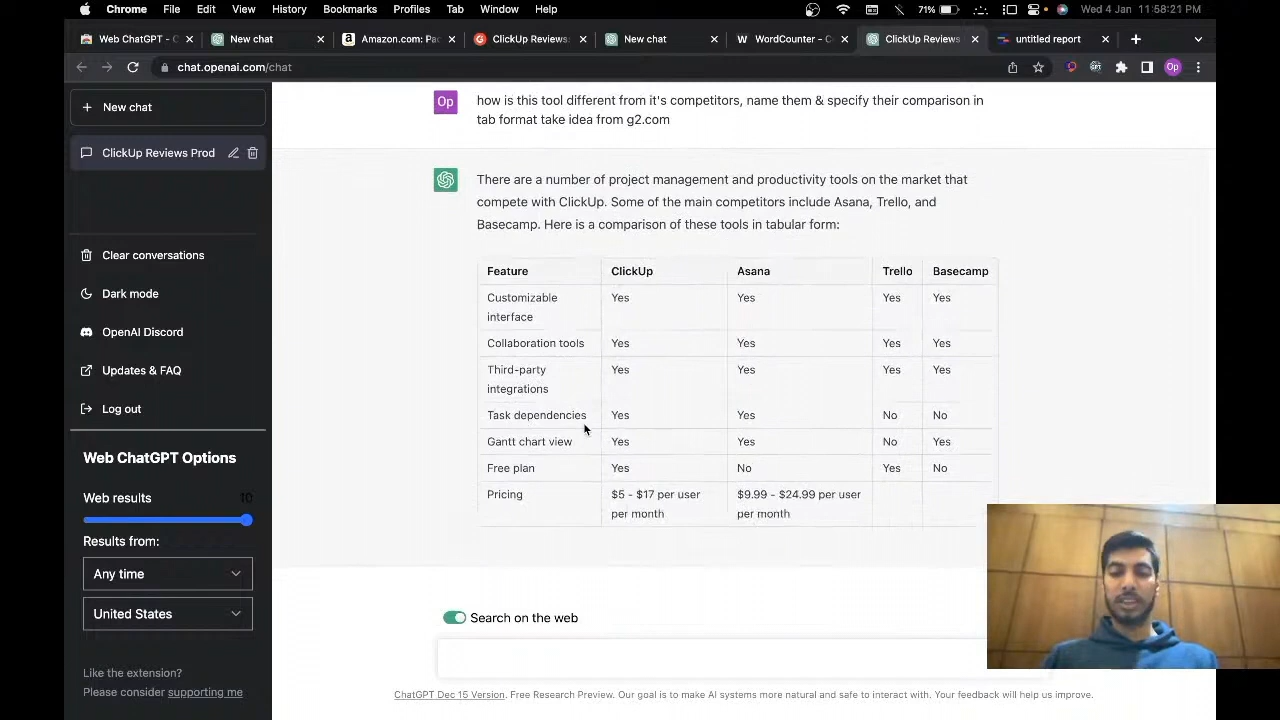 Chrome File Edit View History Bookmarks Profiles Tab Window Help 71% Wed 4 Jan 11:58:21 PM
Web ChatGPT - C New chat Amazon.com: Pac ClickUp Reviews: New chat WordCounter - Co ClickUp Reviews untitled report
chat.openai.com/chat Op
New chat
ClickUp Reviews Prod
Clear conversations
Dark mode
OpenAI Discord
Updates & FAQ
Log out
Web ChatGPT Options
Web results 10
Results from:
Any time
United States
Like the extension?
Please consider supporting me
Op how is this tool different from it's competitors, name them & specify their comparison in
tab format take idea from g2.com
There are a number of project management and productivity tools on the market that
compete with ClickUp. Some of the main competitors include Asana, Trello, and
Basecamp. Here is a comparison of these tools in tabular form:
Feature ClickUp Asana Trello Basecamp
Customizable Yes Yes Yes Yes
interface
Collaboration tools Yes Yes Yes Yes
Third-party Yes Yes Yes Yes
integrations
Task dependencies Yes Yes No No
Gantt chart view Yes Yes No Yes
Free plan Yes No Yes No
Pricing $5 - $17 per user $9.99 - $24.99 per user
per month per month
Search on the web
ChatGPT Dec 15 Version. Free Research Preview. Our goal is to make AI systems more natural and safe to interact with. Your feedback will help us improve.